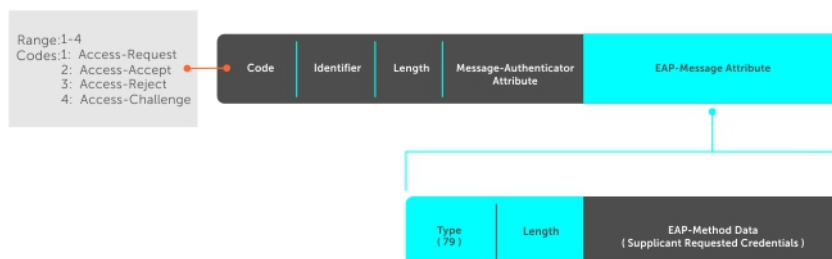 Range:1-4
Codes:1: Access-Request
2: Access-Accept
3: Access-Reject
4: Access-Challenge
Code
Identifier
Length
Message-Authenticator
Attribute
EAP-Message Attribute
Type
( 79 )
Length
EAP-Method Data
( Supplicant Requested Credentials )